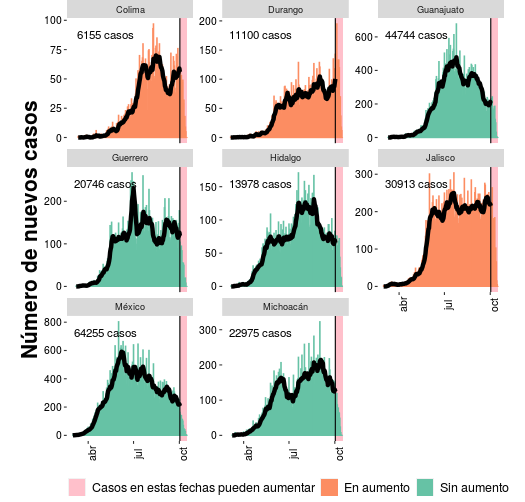 Número de nuevos casos
Colima
6155 casos
100
75
50
25
0
Durango
11100 casos
200
150
100
50
0
Guanajuato
44744 casos
600
400
200
0
Guerrero
20746 casos
200
100
0
Hidalgo
13978 casos
150
100
50
0
Jalisco
30913 casos
300
200
100
0
abr
jul
oct
México
64255 casos
800
600
400
200
0
abr
jul
oct
Michoacán
22975 casos
300
200
100
0
abr
jul
oct
Casos en estas fechas pueden aumentar
En aumento
Sin aumento